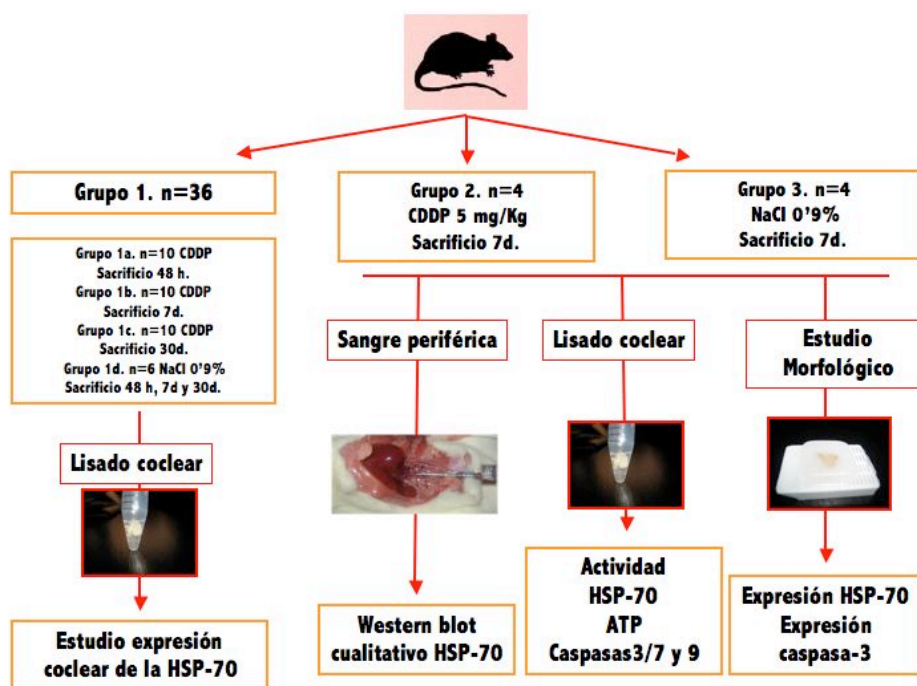 Grupo 1. n=36
Grupo 2. n=4
CDDP 5 mg/Kg
Sacrificio 7d.
Grupo 3. n=4
NaCl 0'9%
Sacrificio 7d.
Grupo 1a. n=10 CDDP
Sacrificio 48 h.
Grupo 1b. n=10 CDDP
Sacrificio 7d.
Grupo 1c. n=10 CDDP
Sacrificio 30d.
Grupo 1d. n=6 NaCl 0'9%
Sacrificio 48 h, 7d y 30d.
Sangre periférica
Lisado coclear
Estudio
Morfológico
Lisado coclear
Estudio expresión
coclear de la HSP-70
Western blot
cualitativo HSP-70
Actividad
HSP-70
ATP
Caspasas3/7 y 9
Expresión HSP-70
Expresión
caspasa-3